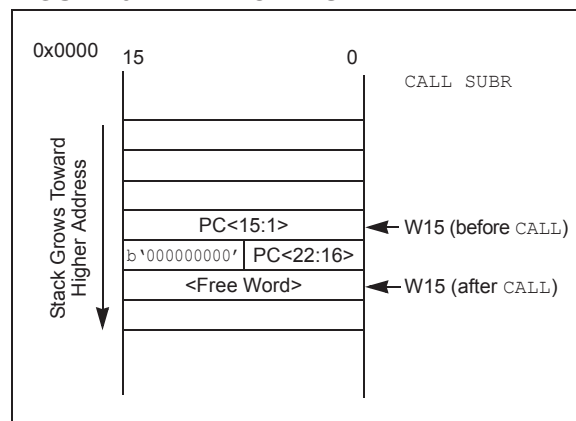 0x0000
15
0
CALL SUBR
Stack Grows Toward
Higher Address
PC<15:1>
W15 (before CALL)
b‘000000000’
PC<22:16>
<Free Word>
W15 (after CALL)